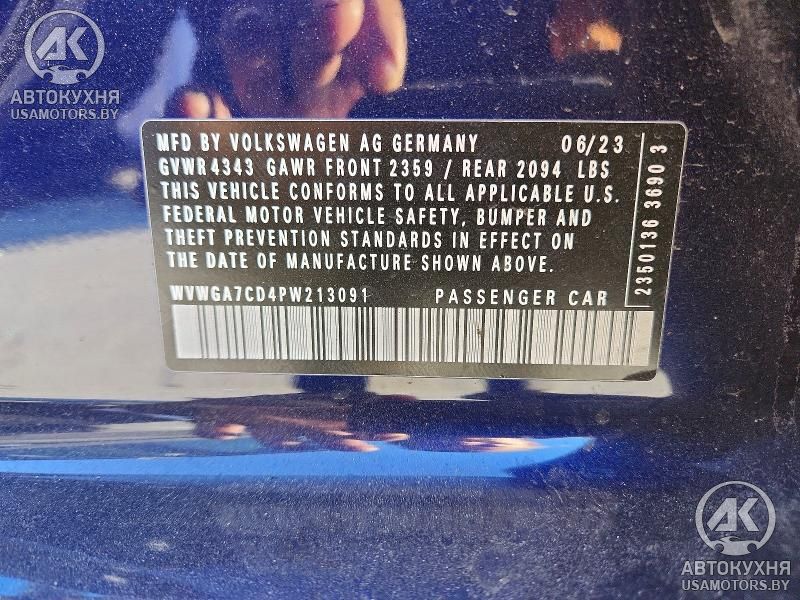 AK
АВТОКУХНЯ
USAMOTORS.BY
MFD BY VOLKSWAGEN AG GERMANY 06/23
GVWR 4343 GAWR FRONT 2359 / REAR 2094 LBS
THIS VEHICLE CONFORMS TO ALL APPLICABLE U.S.
FEDERAL MOTOR VEHICLE SAFETY, BUMPER AND
THEFT PREVENTION STANDARDS IN EFFECT ON
THE DATE OF MANUFACTURE SHOWN ABOVE.
WVWGA7CD4PW213091 PASSENGER CAR
2350136 3690 3
AK
АВТОКУХНЯ
USAMOTORS.BY